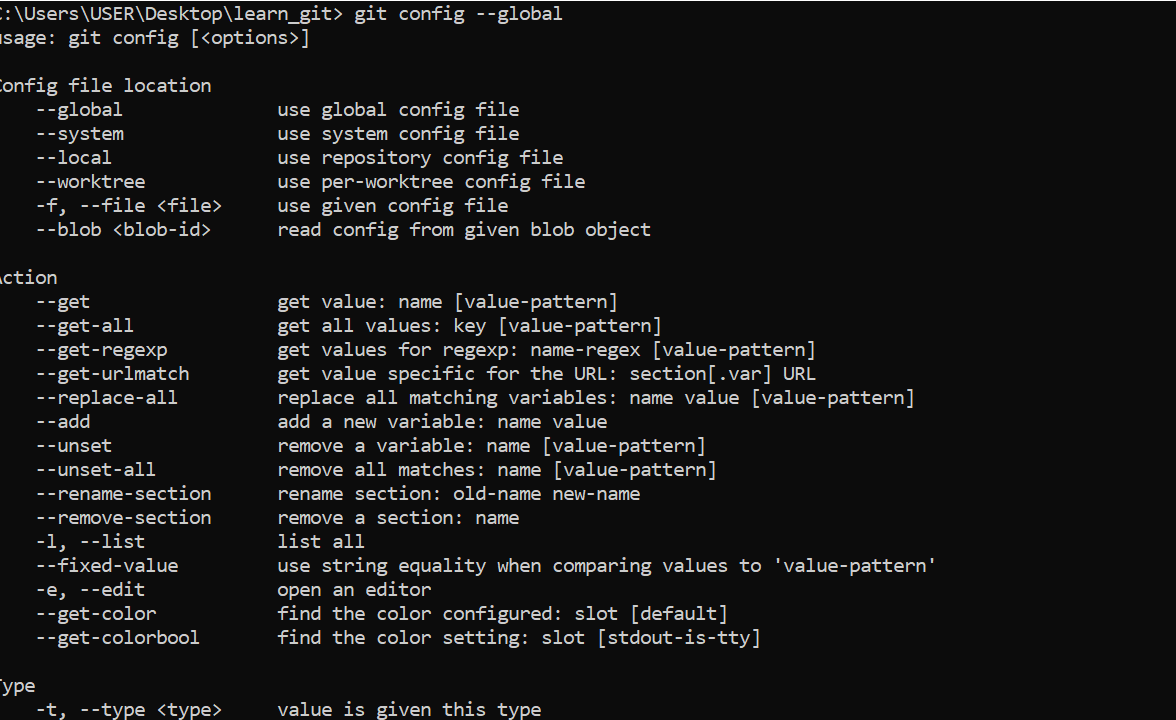 :\Users\USER\Desktop\learn_git> git config --global
usage: git config [<options>]
Config file location
--global use global config file
--system use system config file
--local use repository config file
--worktree use per-worktree config file
-f, --file <file> use given config file
--blob <blob-id> read config from given blob object
Action
--get get value: name [value-pattern]
--get-all get all values: key [value-pattern]
--get-regexp get values for regexp: name-regex [value-pattern]
--get-urlmatch get value specific for the URL: section[.var] URL
--replace-all replace all matching variables: name value [value-pattern]
--add add a new variable: name value
--unset remove a variable: name [value-pattern]
--unset-all remove all matches: name [value-pattern]
--rename-section rename section: old-name new-name
--remove-section remove a section: name
-l, --list list all
--fixed-value use string equality when comparing values to 'value-pattern'
-e, --edit open an editor
--get-color find the color configured: slot [default]
--get-colorbool find the color setting: slot [stdout-is-tty]
Type
-t, --type <type> value is given this type